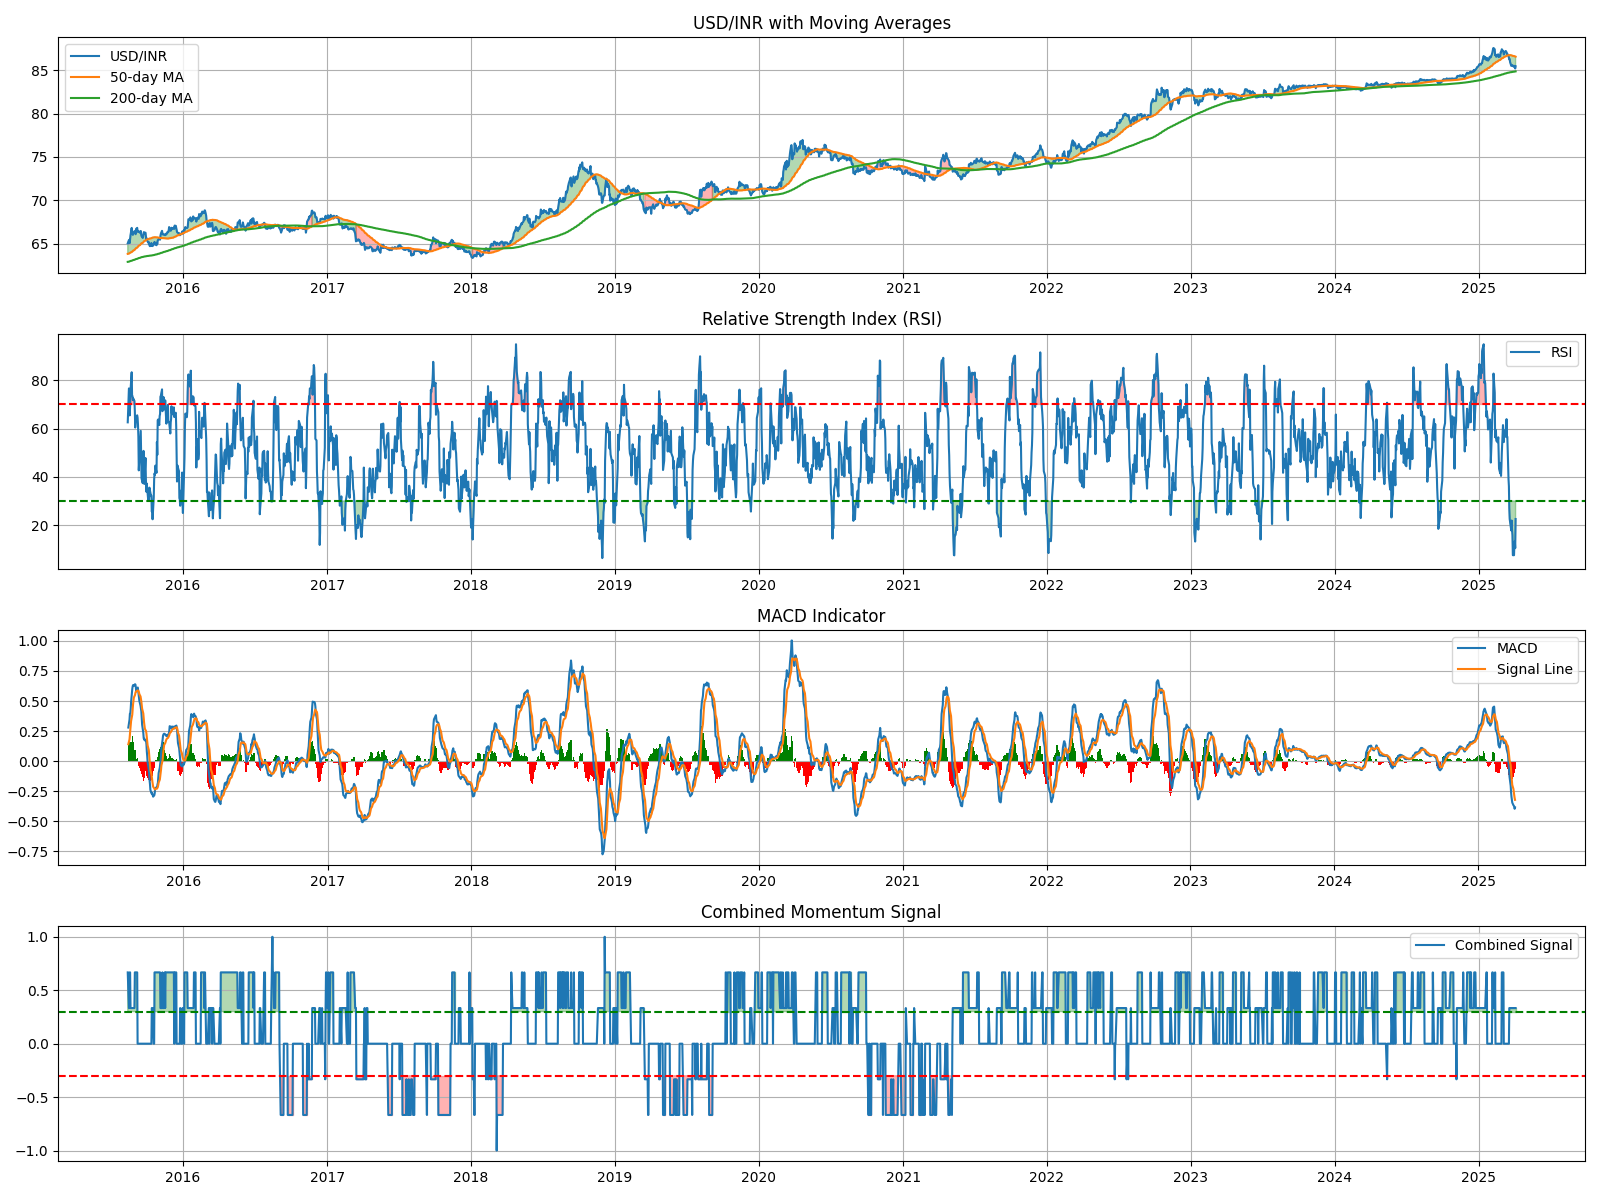 USD/INR with Moving Averages
USD/INR
50-day MA
200-day MA
85
80
75
70
65
2016 2017 2018 2019 2020 2021 2022 2023 2024 2025
Relative Strength Index (RSI)
RSI
80
60
40
20
2016 2017 2018 2019 2020 2021 2022 2023 2024 2025
MACD Indicator
MACD
Signal Line
1.00
0.75
0.50
0.25
0.00
−0.25
−0.50
−0.75
2016 2017 2018 2019 2020 2021 2022 2023 2024 2025
Combined Momentum Signal
Combined Signal
1.0
0.5
0.0
−0.5
−1.0
2016 2017 2018 2019 2020 2021 2022 2023 2024 2025